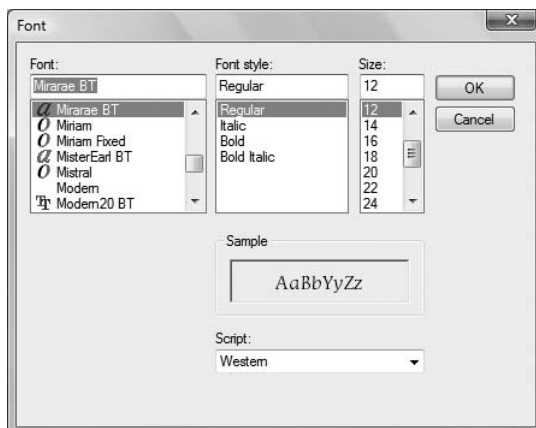 Font
Font:
Mirarae BT
Mirarae BT
Miriam
Miriam Fixed
MisterEarl BT
Mistral
Modern
Modern20 BT
Font style:
Regular
Regular
Italic
Bold
Bold Italic
Size:
12
12
14
16
18
20
22
24
OK
Cancel
Sample
AaBbYyZz
Script:
Western